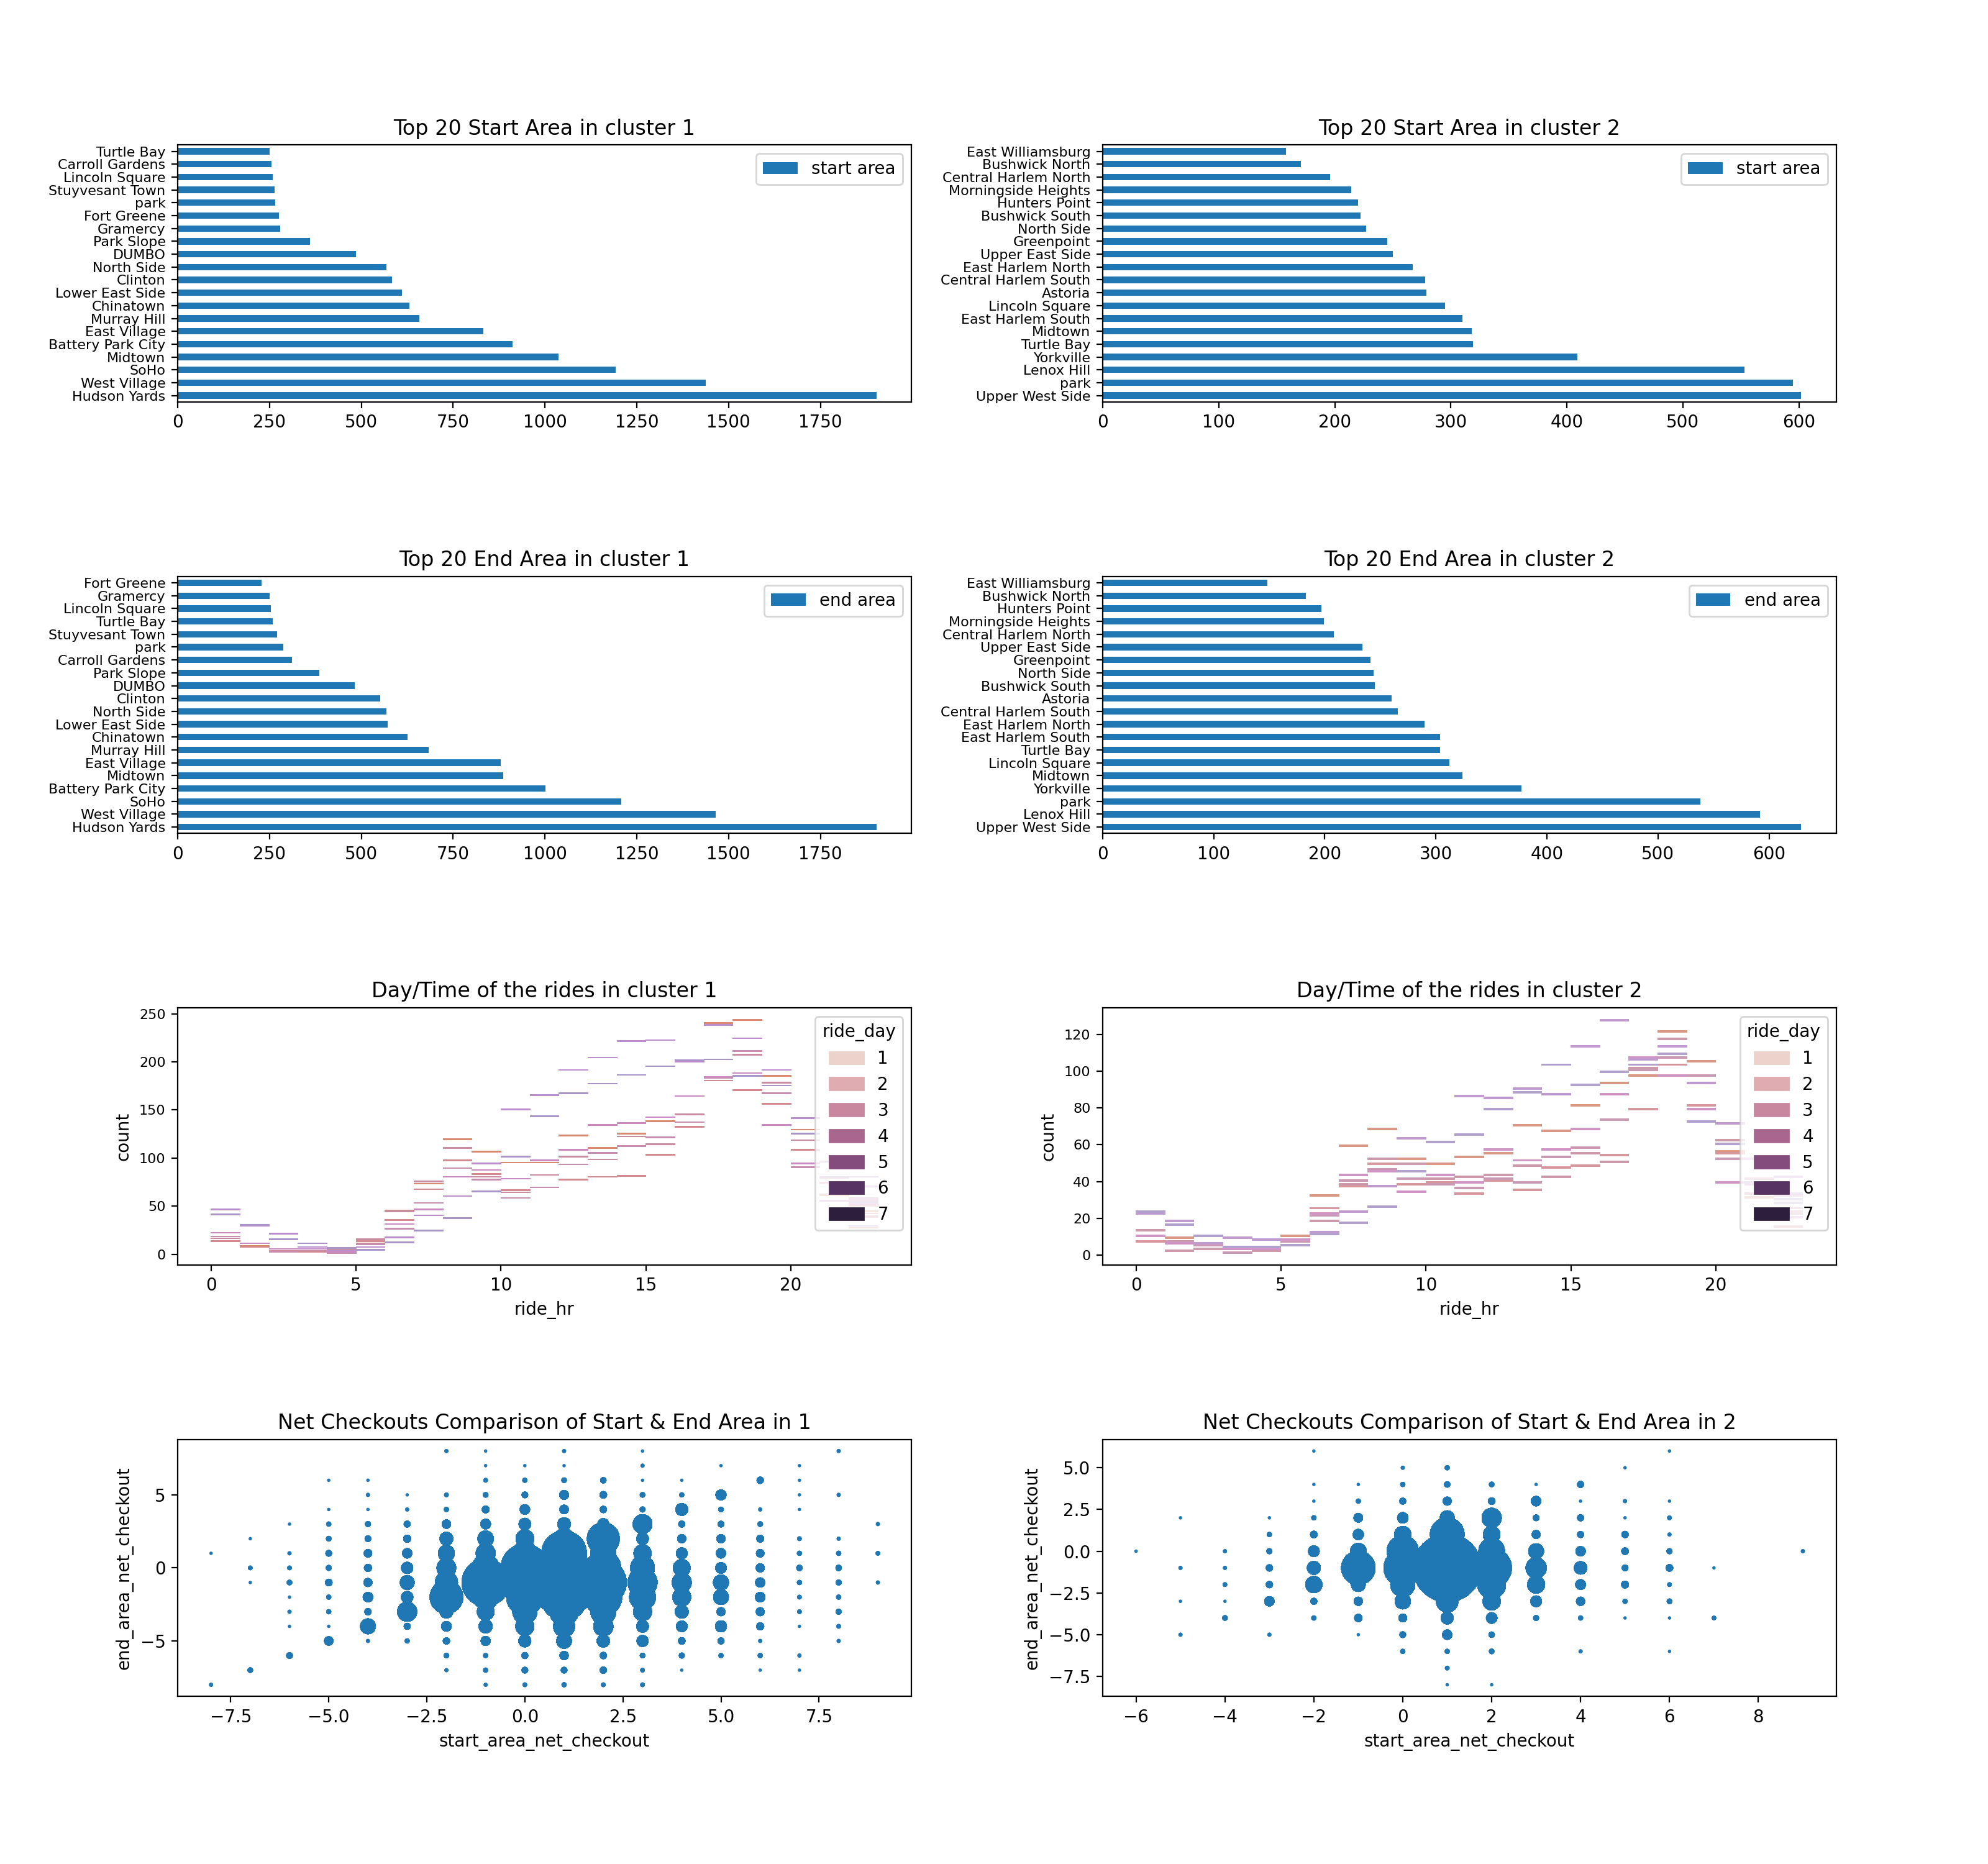 Top 20 Start Area in cluster 1
Turtle Bay
Carroll Gardens
Lincoln Square
Stuyvesant Town
park
Fort Greene
Gramercy
Park Slope
DUMBO
North Side
Clinton
Lower East Side
Chinatown
Murray Hill
East Village
Battery Park City
Midtown
SoHo
West Village
Hudson Yards
start area
0 250 500 750 1000 1250 1500 1750
Top 20 Start Area in cluster 2
East Williamsburg
Bushwick North
Central Harlem North
Morningside Heights
Hunters Point
Bushwick South
North Side
Greenpoint
Upper East Side
East Harlem North
Central Harlem South
Astoria
Lincoln Square
East Harlem South
Midtown
Turtle Bay
Yorkville
Lenox Hill
park
Upper West Side
start area
0 100 200 300 400 500 600
Top 20 End Area in cluster 1
Fort Greene
Gramercy
Lincoln Square
Turtle Bay
Stuyvesant Town
park
Carroll Gardens
Park Slope
DUMBO
Clinton
North Side
Lower East Side
Chinatown
Murray Hill
East Village
Midtown
Battery Park City
SoHo
West Village
Hudson Yards
end area
0 250 500 750 1000 1250 1500 1750
Top 20 End Area in cluster 2
East Williamsburg
Bushwick North
Hunters Point
Morningside Heights
Central Harlem North
Upper East Side
Greenpoint
North Side
Bushwick South
Astoria
Central Harlem South
East Harlem North
East Harlem South
Turtle Bay
Lincoln Square
Midtown
Yorkville
park
Lenox Hill
Upper West Side
end area
0 100 200 300 400 500 600
Day/Time of the rides in cluster 1
count
250
200
150
100
50
0
ride_day
1
2
3
4
5
6
7
0 5 10 15 20
ride_hr
Day/Time of the rides in cluster 2
count
120
100
80
60
40
20
0
ride_day
1
2
3
4
5
6
7
0 5 10 15 20
ride_hr
Net Checkouts Comparison of Start & End Area in 1
end_area_net_checkout
5
0
−5
−7.5 −5.0 −2.5 0.0 2.5 5.0 7.5
start_area_net_checkout
Net Checkouts Comparison of Start & End Area in 2
end_area_net_checkout
5.0
2.5
0.0
−2.5
−5.0
−7.5
−6 −4 −2 0 2 4 6 8
start_area_net_checkout